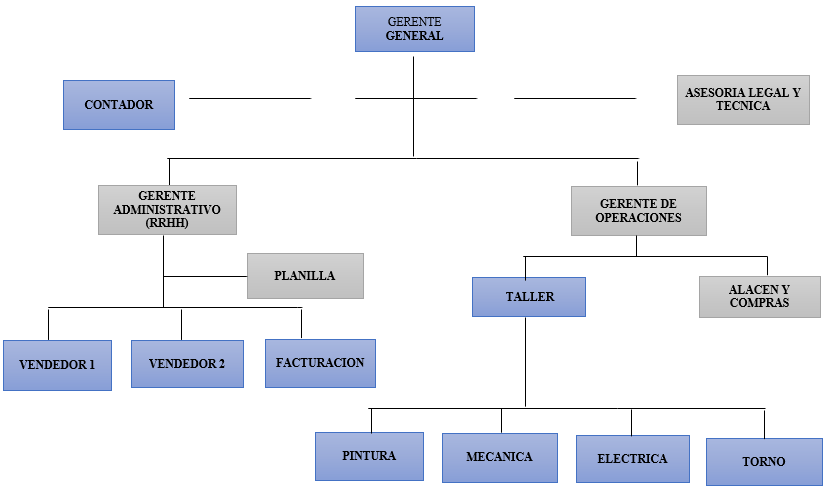 GERENTE
GENERAL
CONTADOR
ASESORIA LEGAL Y
TECNICA
GERENTE
ADMINISTRATIVO
(RRHH)
GERENTE DE
OPERACIONES
PLANILLA
TALLER
ALACEN Y
COMPRAS
VENDEDOR 1
VENDEDOR 2
FACTURACION
PINTURA
MECANICA
ELECTRICA
TORNO